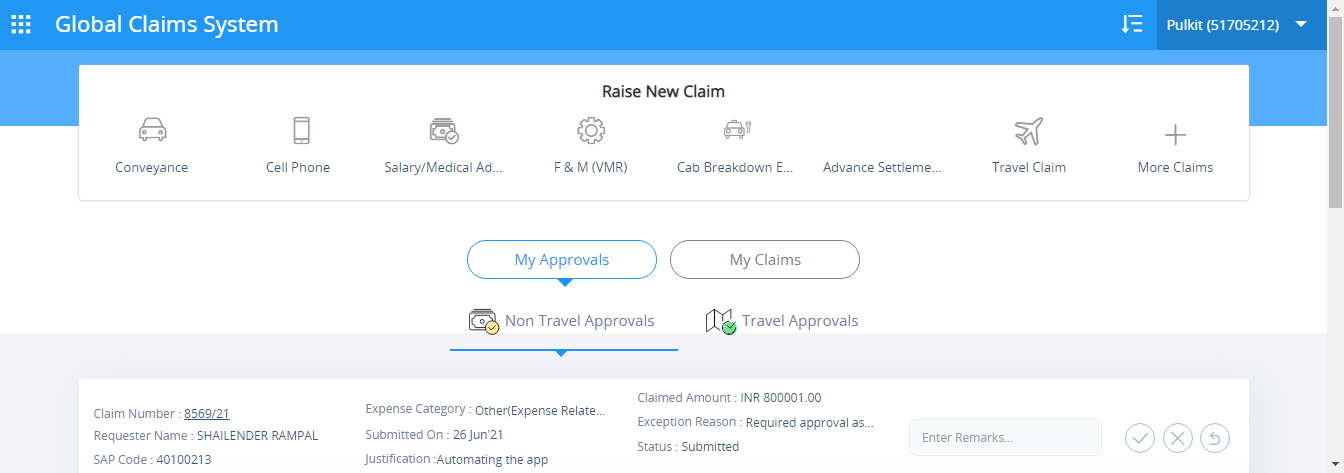 Global Claims System
Pulkit (51705212)
Raise New Claim
Conveyance
Cell Phone
Salary/Medical Ad...
F & M (VMR)
Cab Breakdown E...
Advance Settleme...
Travel Claim
More Claims
My Approvals
My Claims
Non Travel Approvals
Travel Approvals
Claim Number : 8569/21
Requester Name : SHAILENDER RAMPAL
SAP Code : 40100213
Expense Category : Other(Expense Relate...
Submitted On : 26 Jun'21
Justification :Automating the app
Claimed Amount : INR 800001.00
Exception Reason : Required approval as...
Status : Submitted
Enter Remarks...